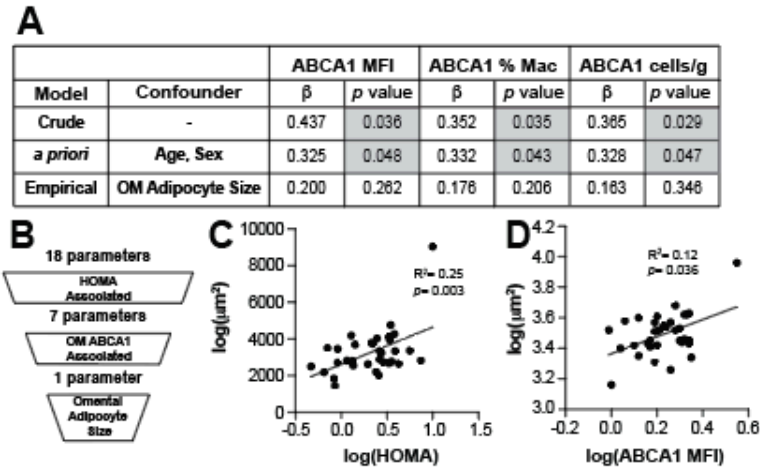 A
ABCA1 MFI ABCA1 % Mac ABCA1 cells/g
Model Confounder β p value β p value β p value
Crude - 0.437 0.036 0.352 0.035 0.365 0.029
a priori Age, Sex 0.325 0.048 0.332 0.043 0.328 0.047
Empirical OM Adipocyte Size 0.200 0.262 0.176 0.206 0.163 0.346
B
18 parameters
HOMA
Associated
7 parameters
OM ABCA1
Associated
1 parameter
Omental
Adipocyte
Size
C
log(μm²)
10000
8000
6000
4000
2000
0
R²= 0.25
p= 0.003
-0.5 0.0 0.5 1.0 1.5
log(HOMA)
D
log(μm²)
4.2
4.0
3.8
3.6
3.4
3.2
3.0
R²= 0.12
p= 0.036
-0.2 0.2 0.6
log(ABCA1 MFI)